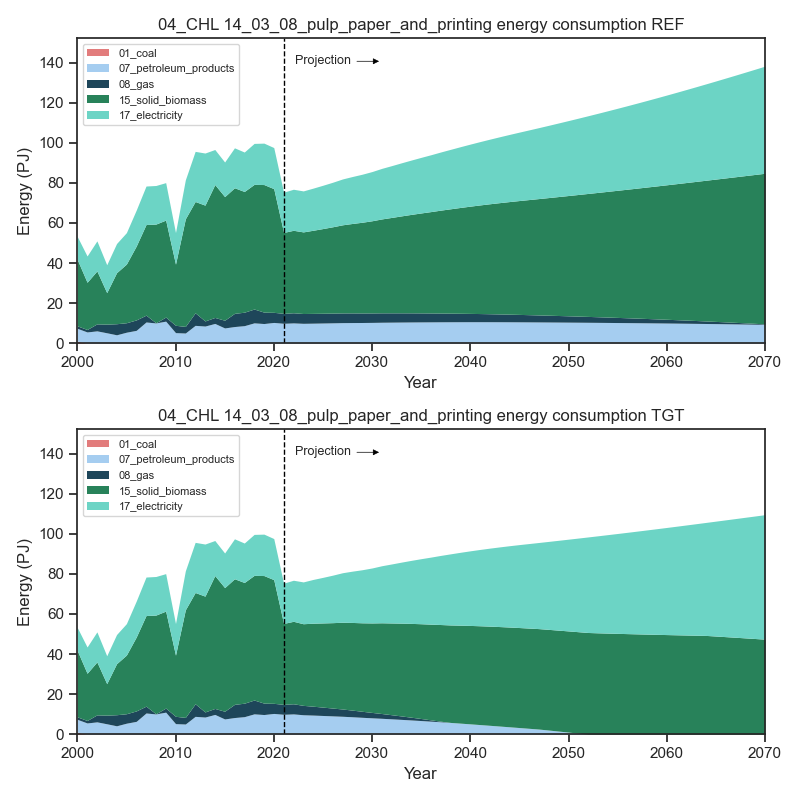 04_CHL 14_03_08_pulp_paper_and_printing energy consumption REF
140
120
100
80
60
40
20
0
Energy (PJ)
01_coal
07_petroleum_products
08_gas
15_solid_biomass
17_electricity
Projection
2000 2010 2020 2030 2040 2050 2060 2070
Year
04_CHL 14_03_08_pulp_paper_and_printing energy consumption TGT
140
120
100
80
60
40
20
0
Energy (PJ)
01_coal
07_petroleum_products
08_gas
15_solid_biomass
17_electricity
Projection
2000 2010 2020 2030 2040 2050 2060 2070
Year